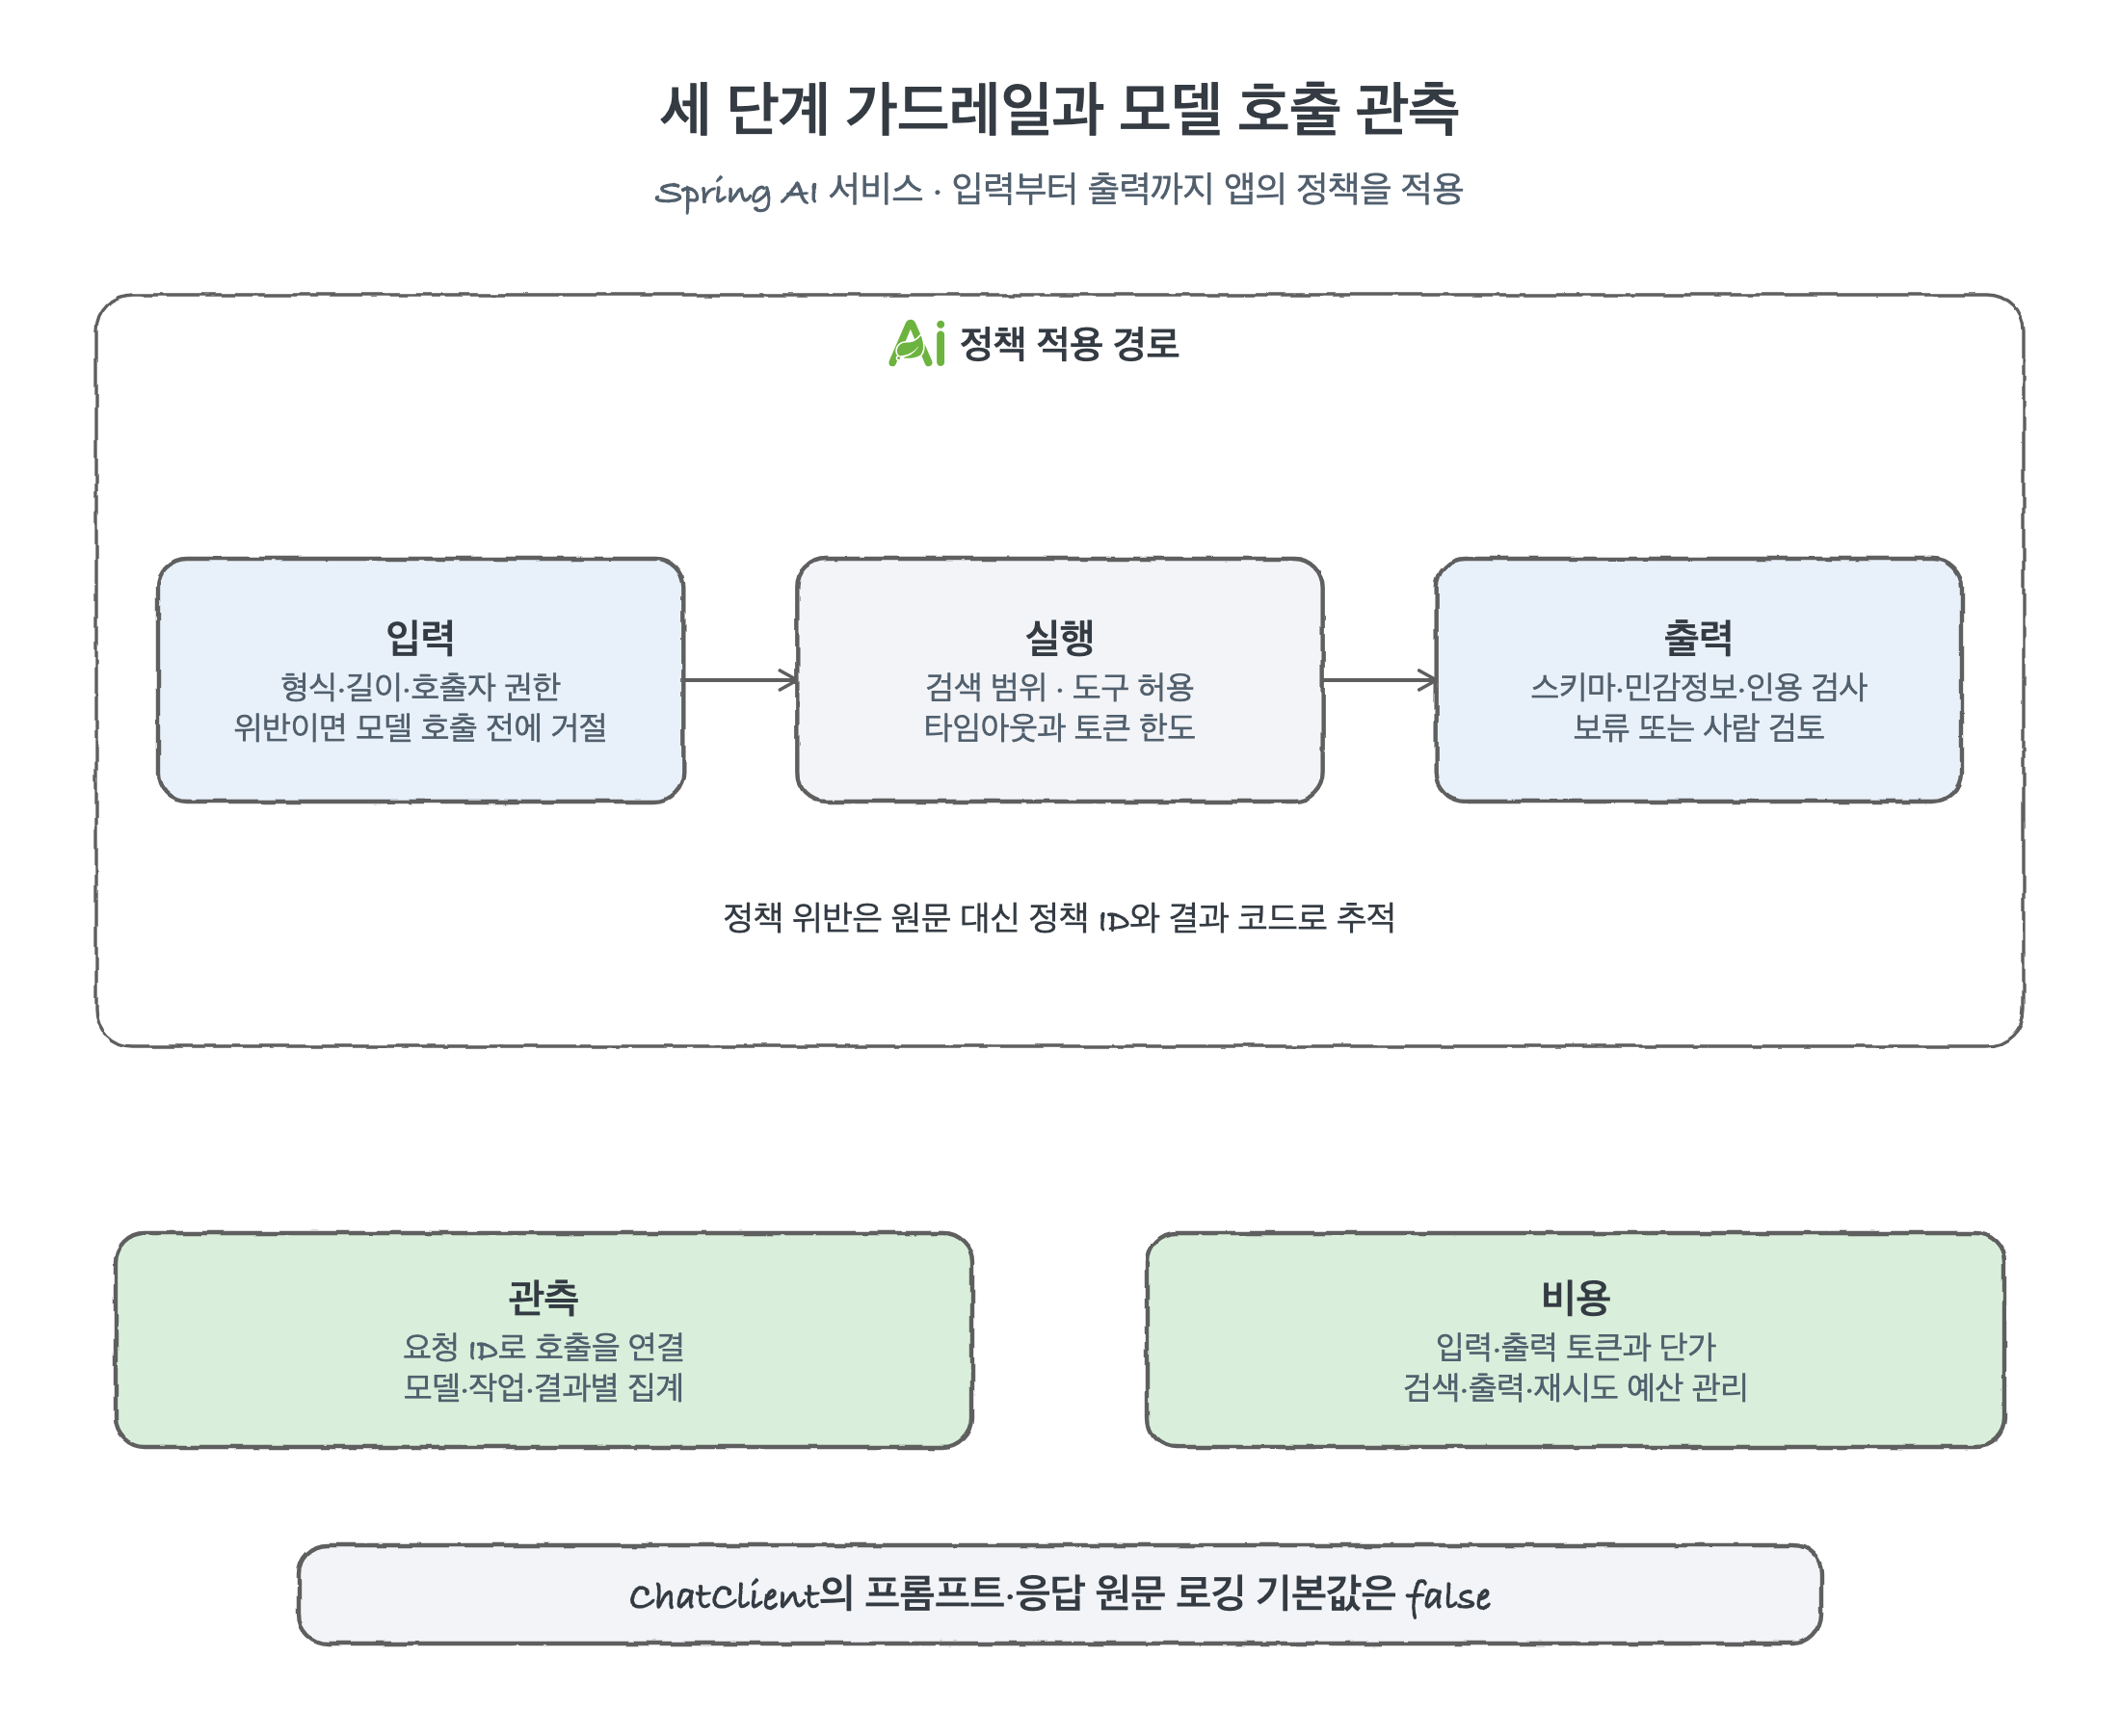 세 단계 가드레일과 모델 호출 관측
Spring AI 서비스 · 입력부터 출력까지 앱의 정책을 적용
Ai 정책 적용 경로
입력
형식·길이·호출자 권한
위반이면 모델 호출 전에 거절
실행
검색 범위 · 도구 허용
타임아웃과 토큰 한도
출력
스키마·민감정보·인용 검사
보류 또는 사람 검토
정책 위반은 원문 대신 정책 ID와 결과 코드로 추적
관측
요청 ID로 호출을 연결
모델·작업·결과별 집계
비용
입력·출력 토큰과 단가
검색·출력·재시도 예산 관리
ChatClient의 프롬프트·응답 원문 로깅 기본값은 false